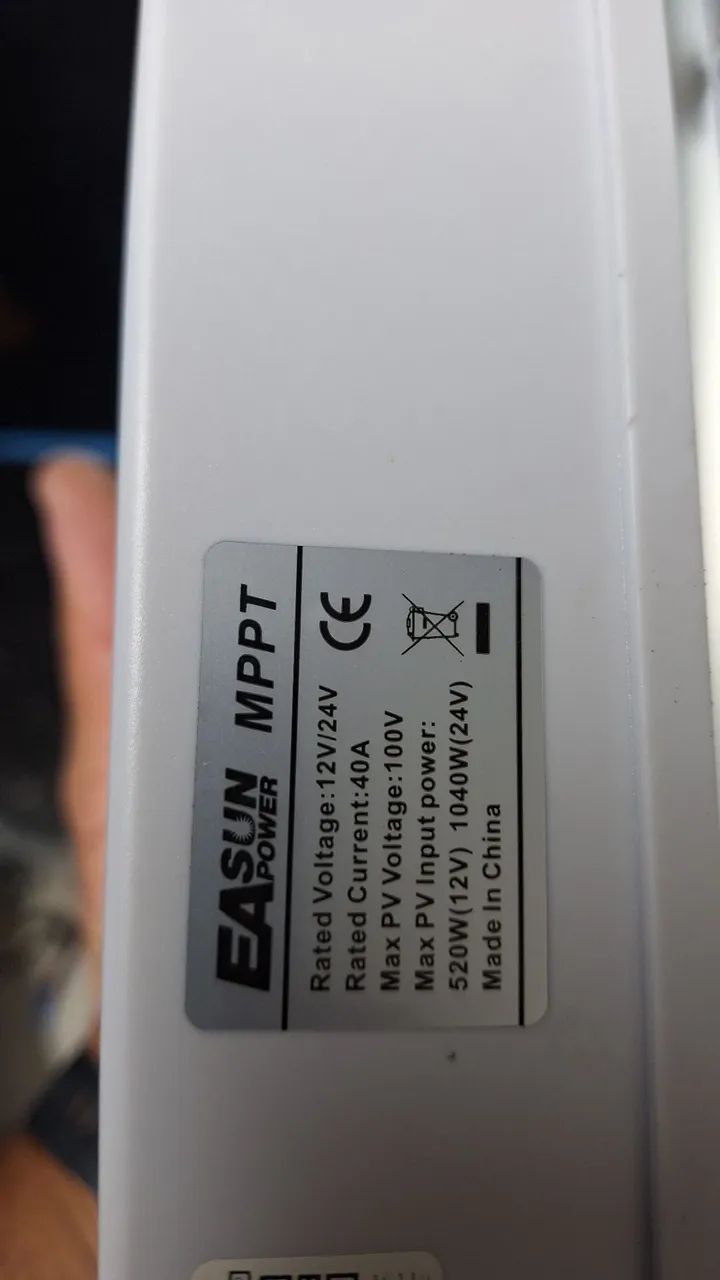 EASUN POWER MPPT
Rated Voltage:12V/24V
Rated Current:40A
Max PV Voltage:100V
Max PV Input power:
520W(12V) 1040W(24V)
Made In China
CE